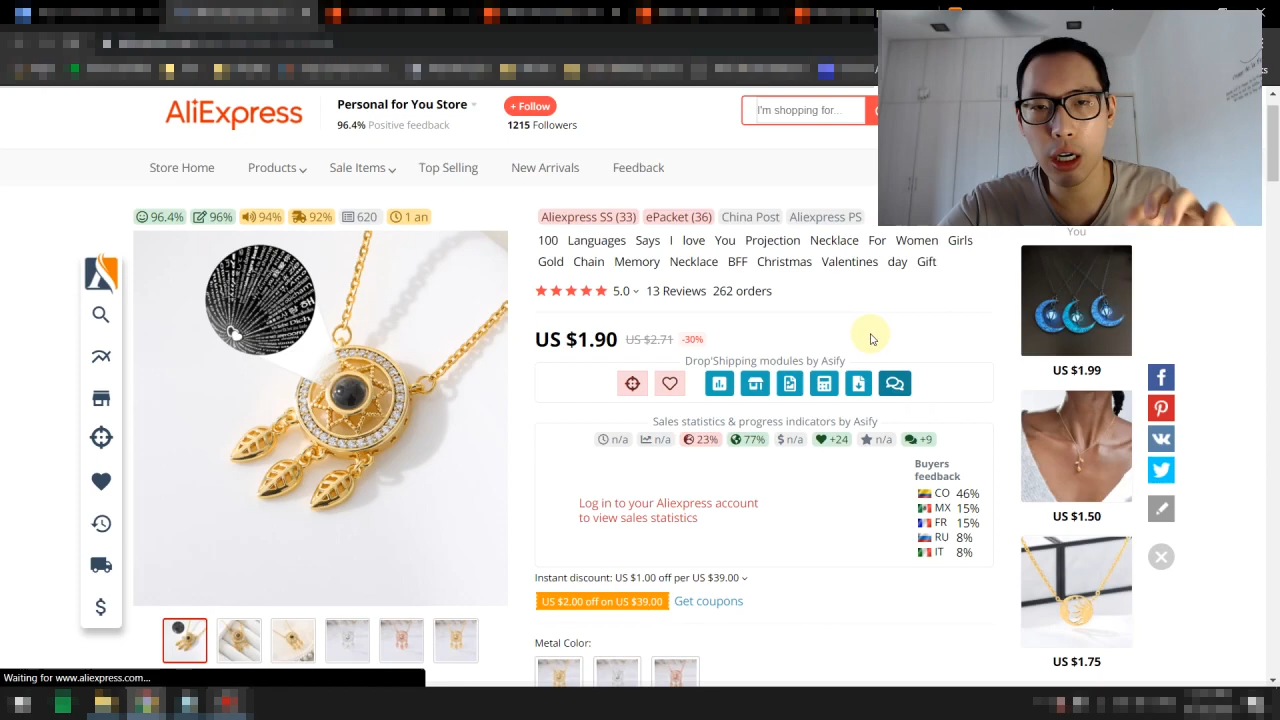 AliExpress
Personal for You Store
96.4% Positive feedback
+ Follow
1215 Followers
I'm shopping for...
Store Home
Products
Sale Items
Top Selling
New Arrivals
Feedback
96.4%
96%
94%
92%
620
1 an
Aliexpress SS (33)
ePacket (36)
China Post
Aliexpress PS
100 Languages Says I love You Projection Necklace For Women Girls
Gold Chain Memory Necklace BFF Christmas Valentines day Gift
5.0
13 Reviews
262 orders
US $1.90
US $2.71
-30%
Drop'Shipping modules by Asify
Sales statistics & progress indicators by Asify
n/a
n/a
23%
77%
n/a
+24
n/a
+9
Log in to your Aliexpress account
to view sales statistics
Buyers
feedback
CO 46%
MX 15%
FR 15%
RU 8%
IT 8%
Instant discount: US $1.00 off per US $39.00
US $2.00 off on US $39.00
Get coupons
Metal Color:
You
US $1.99
US $1.50
US $1.75
Waiting for www.aliexpress.com...